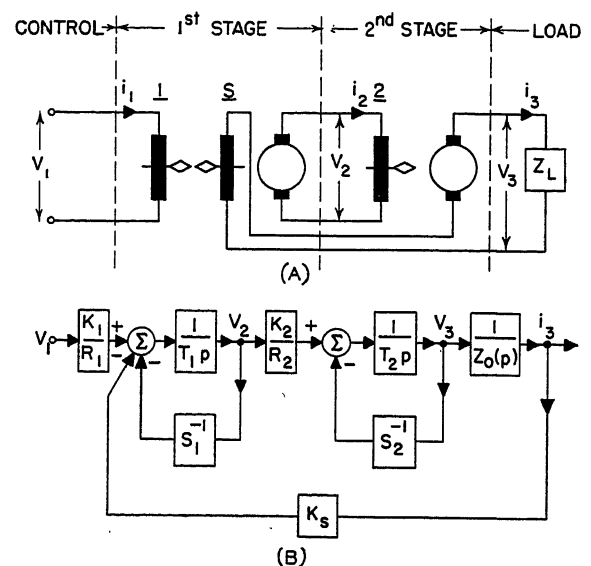 CONTROL 1st STAGE 2nd STAGE LOAD
i1 1 S i2 2 i3
V1 V2 V3 ZL
(A)
V1 K1/R1 + - Σ - 1/T1p V2 K2/R2 + Σ - 1/T2p V3 1/Zo(p) i3
S1^-1 S2^-1
Ks
(B)